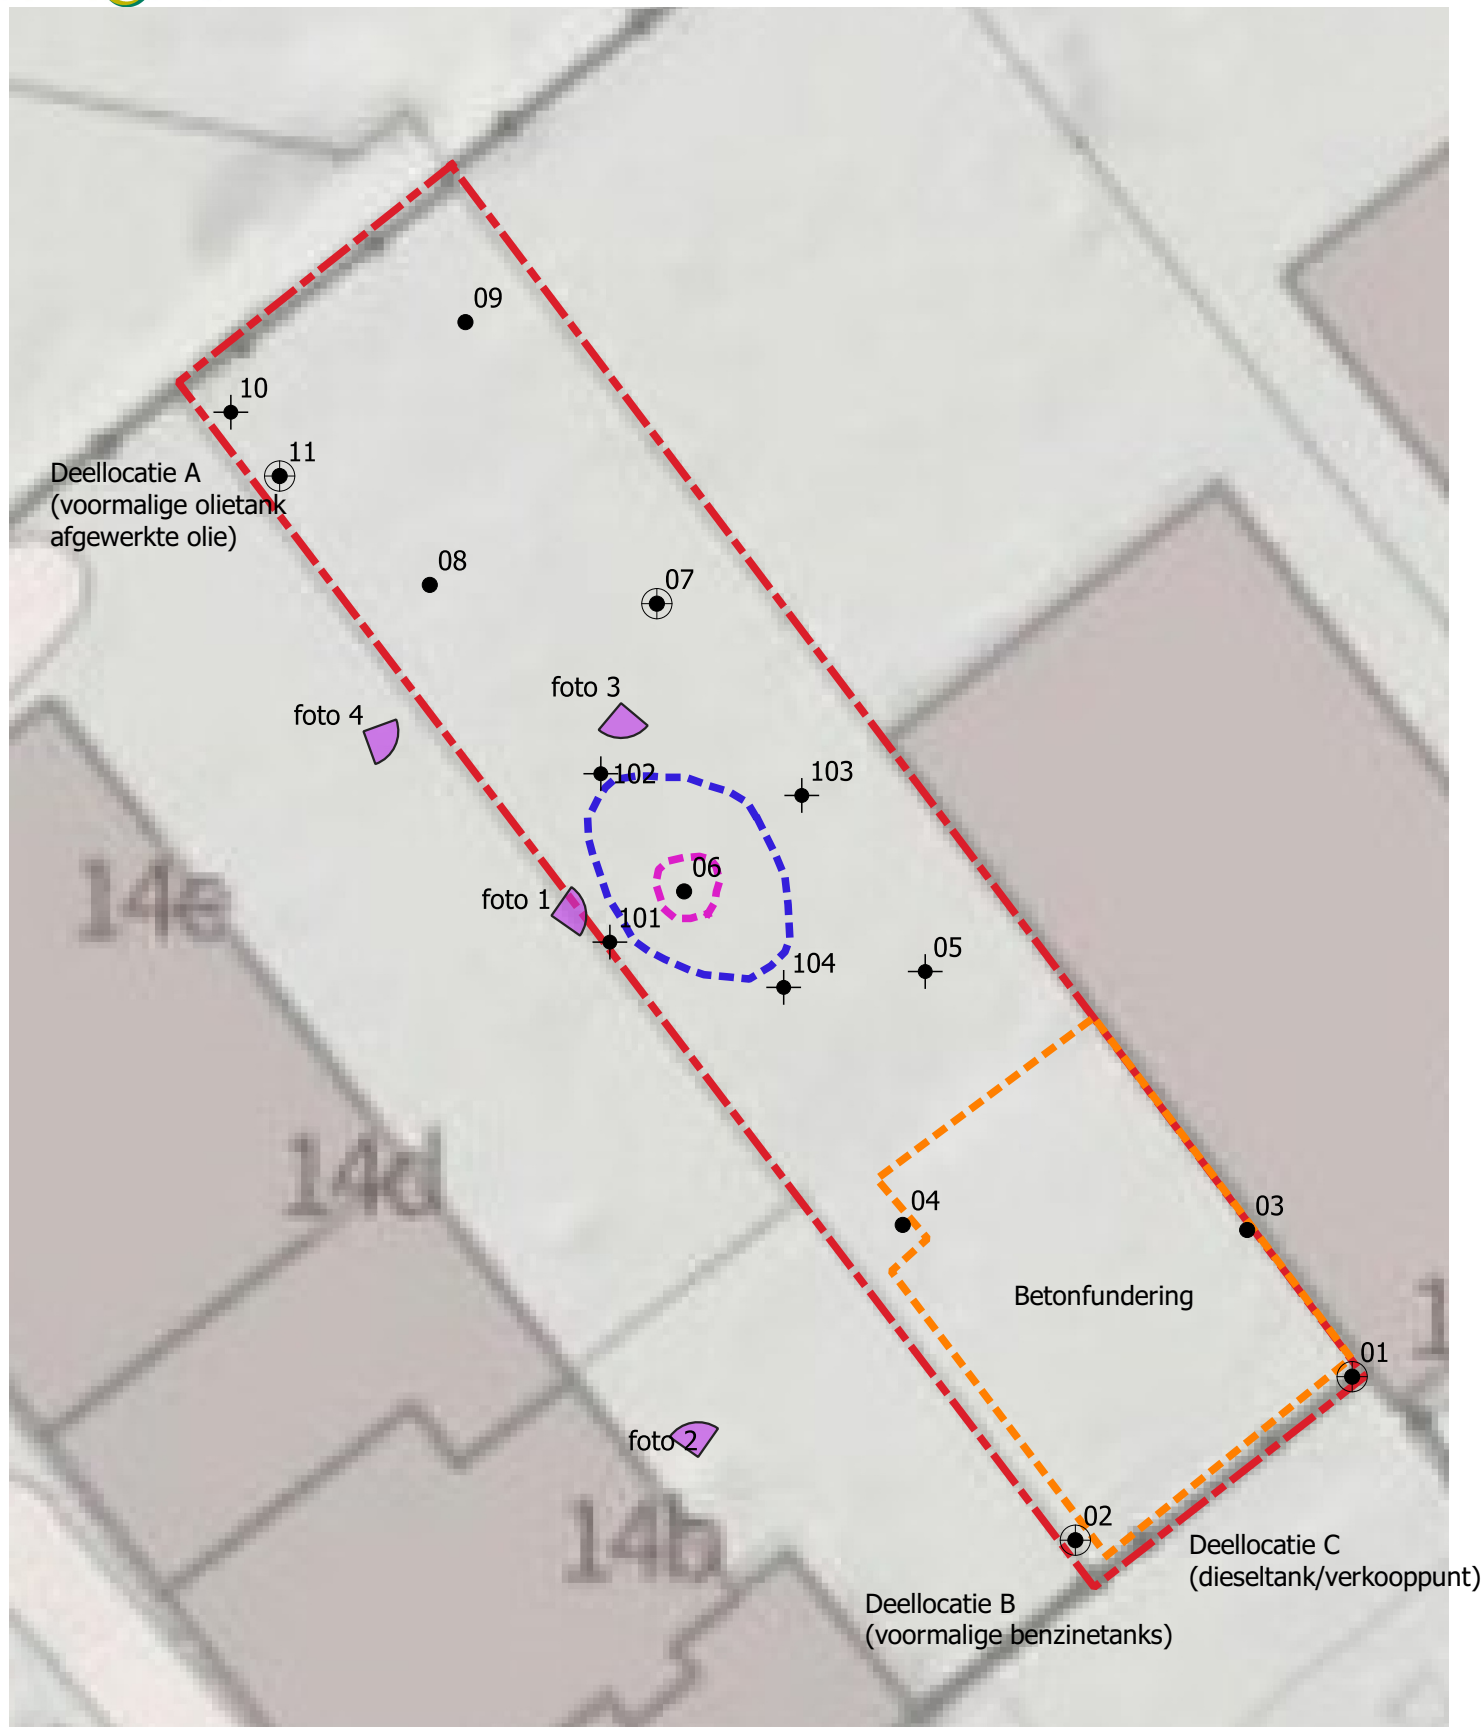 09
10
11
Deellocatie A
(voormalige olietank
afgewerkte olie)
08
07
foto 3
foto 4
102
103
06
foto 1
101
104
05
14e
14d
04
03
Betonfundering
1
01
foto 2
02
14b
Deellocatie C
(dieseltank/verkooppunt)
Deellocatie B
(voormalige benzinetanks)